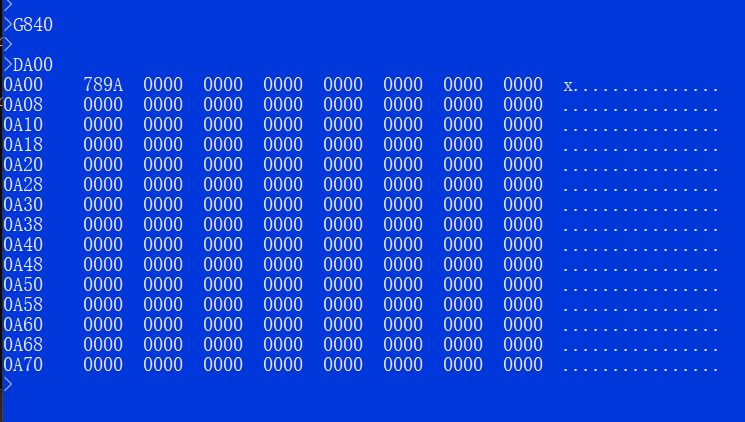 >
>G840
>
>DA00
0A00 789A 0000 0000 0000 0000 0000 0000 0000 x...............
0A08 0000 0000 0000 0000 0000 0000 0000 0000 ................
0A10 0000 0000 0000 0000 0000 0000 0000 0000 ................
0A18 0000 0000 0000 0000 0000 0000 0000 0000 ................
0A20 0000 0000 0000 0000 0000 0000 0000 0000 ................
0A28 0000 0000 0000 0000 0000 0000 0000 0000 ................
0A30 0000 0000 0000 0000 0000 0000 0000 0000 ................
0A38 0000 0000 0000 0000 0000 0000 0000 0000 ................
0A40 0000 0000 0000 0000 0000 0000 0000 0000 ................
0A48 0000 0000 0000 0000 0000 0000 0000 0000 ................
0A50 0000 0000 0000 0000 0000 0000 0000 0000 ................
0A58 0000 0000 0000 0000 0000 0000 0000 0000 ................
0A60 0000 0000 0000 0000 0000 0000 0000 0000 ................
0A68 0000 0000 0000 0000 0000 0000 0000 0000 ................
0A70 0000 0000 0000 0000 0000 0000 0000 0000 ................
>